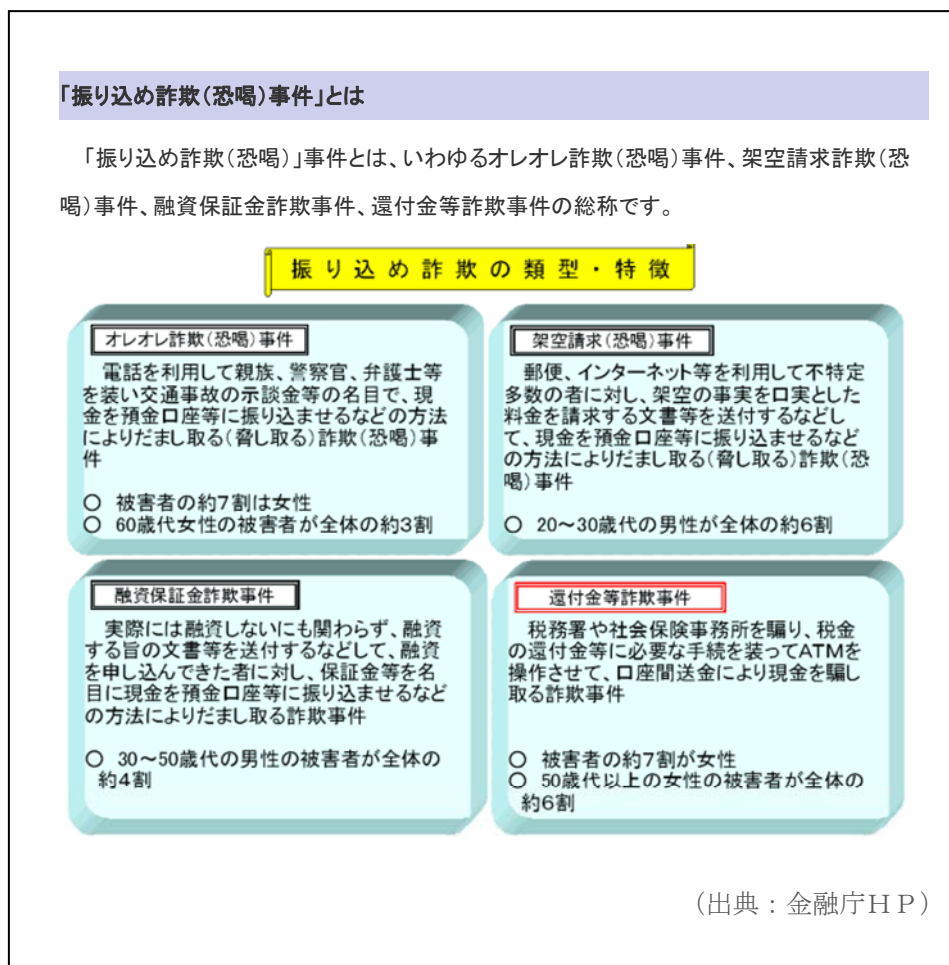 「振り込め詐欺(恐喝)事件」とは
「振り込め詐欺(恐喝)」事件とは、いわゆるオレオレ詐欺(恐喝)事件、架空請求詐欺(恐
喝)事件、融資保証金詐欺事件、還付金等詐欺事件の総称です。
振り込め詐欺の類型・特徴
オレオレ詐欺(恐喝)事件
電話を利用して親族、警察官、弁護士等
を装い交通事故の示談金等の名目で、現
金を預金口座等に振り込ませるなどの方法
によりだまし取る(脅し取る)詐欺(恐喝)事
件
○ 被害者の約7割は女性
○ 60歳代女性の被害者が全体の約3割
架空請求(恐喝)事件
郵便、インターネット等を利用して不特定
多数の者に対し、架空の事実を口実とした
料金を請求する文書等を送付するなどし
て、現金を預金口座等に振り込ませるなど
の方法によりだまし取る(脅し取る)詐欺(恐
喝)事件
○ 20～30歳代の男性が全体の約6割
融資保証金詐欺事件
実際には融資しないにも関わらず、融資
する旨の文書等を送付するなどして、融資
を申し込んできた者に対し、保証金等を名
目に現金を預金口座等に振り込ませるなど
の方法によりだまし取る詐欺事件
○ 30～50歳代の男性の被害者が全体の
約4割
還付金等詐欺事件
税務署や社会保険事務所を騙り、税金
の還付金等に必要な手続を装ってATMを
操作させて、口座間送金により現金を騙し
取る詐欺事件
○ 被害者の約7割が女性
○ 50歳代以上の女性の被害者が全体の
約6割
(出典：金融庁ＨＰ)